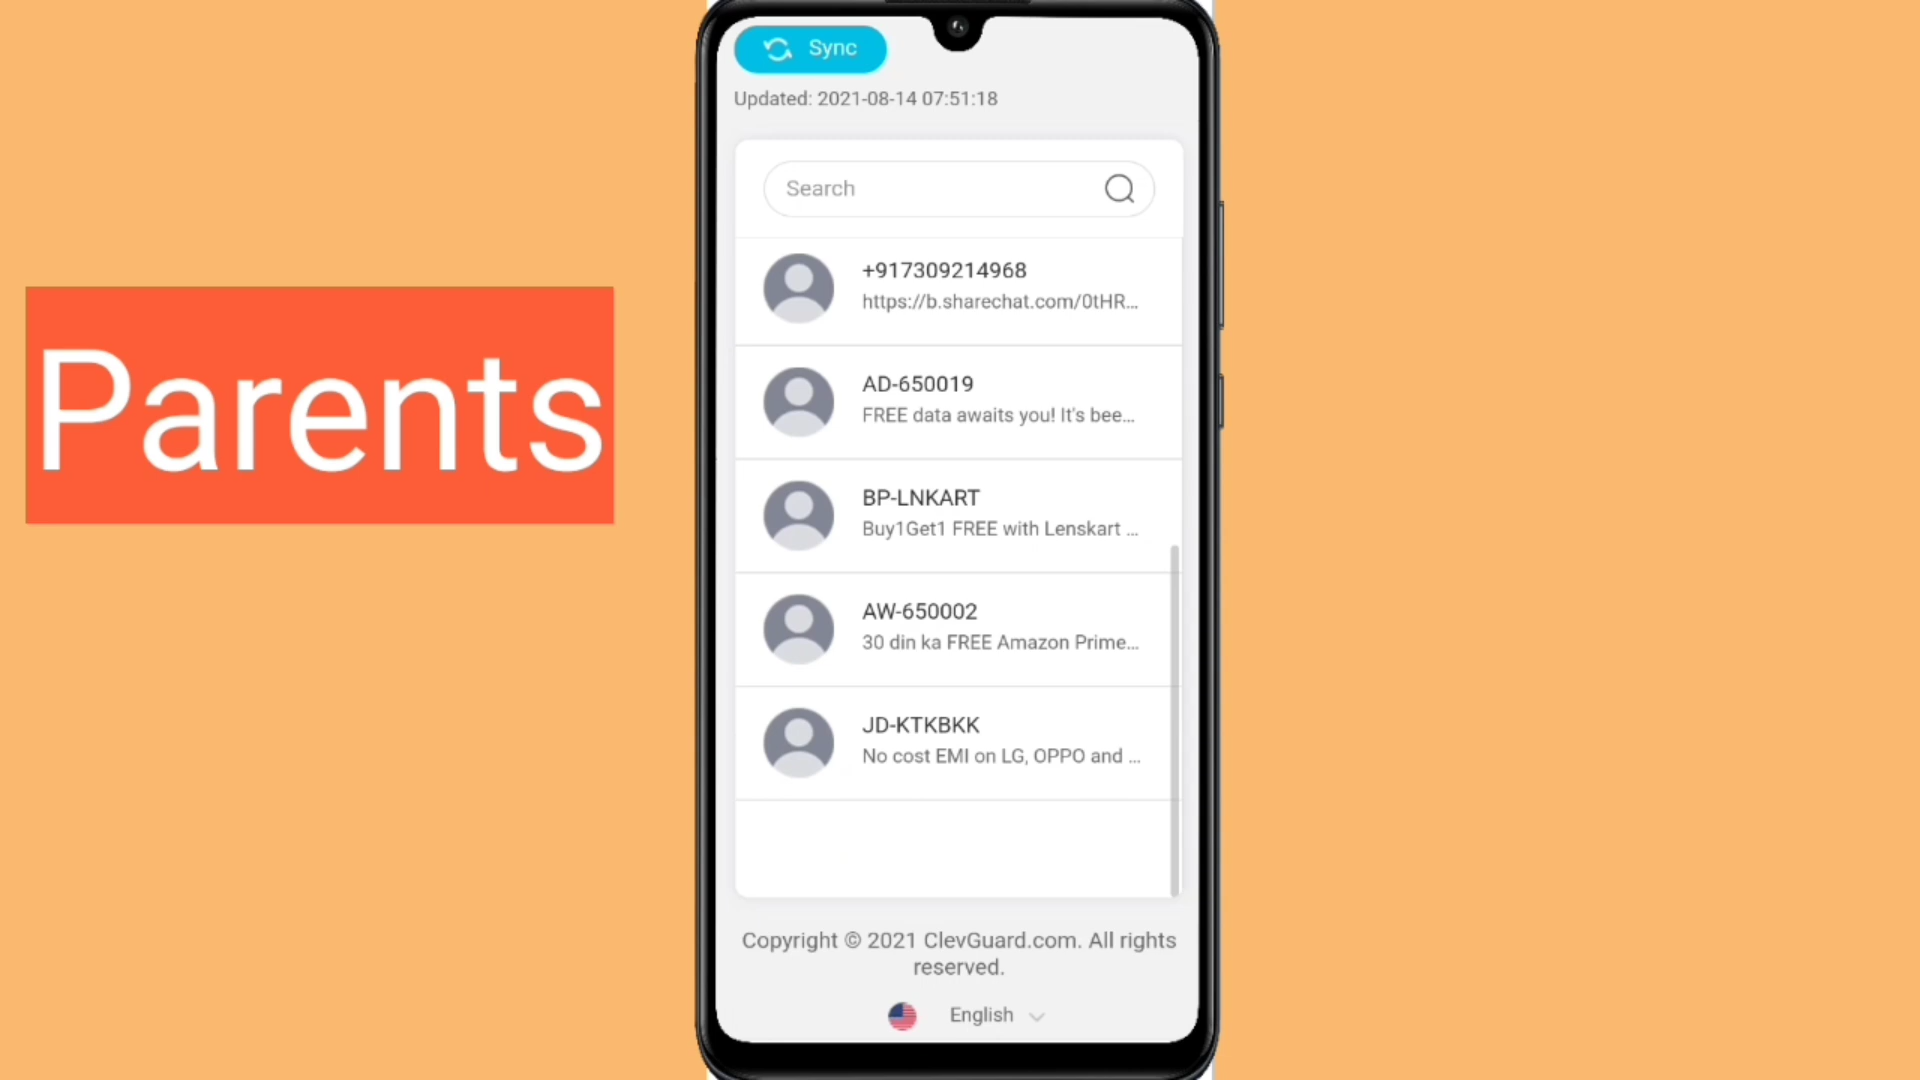 Parents
Sync
Updated: 2021-08-14 07:51:18
Search
+917309214968
https://b.sharechat.com/0tHR...
AD-650019
FREE data awaits you! It's bee...
BP-LNKART
Buy1Get1 FREE with Lenskart ...
AW-650002
30 din ka FREE Amazon Prime...
JD-KTKBKK
No cost EMI on LG, OPPO and ...
Copyright © 2021 ClevGuard.com. All rights
reserved.
English